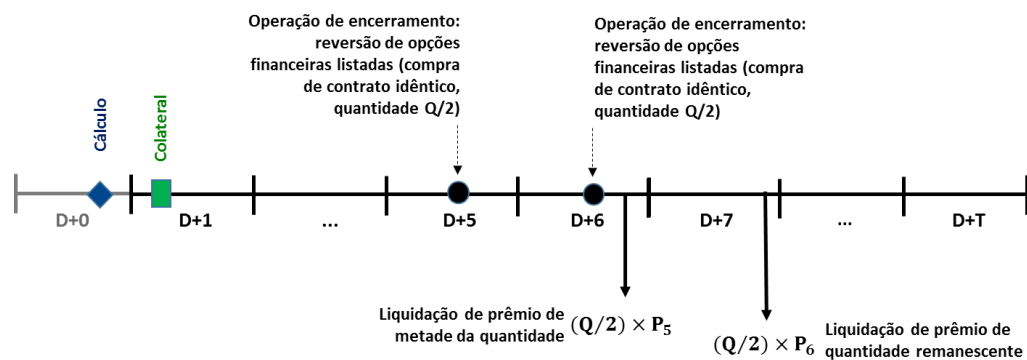 Operação de encerramento:
reversão de opções
financeiras listadas (compra
de contrato idêntico,
quantidade Q/2)
Operação de encerramento:
reversão de opções
financeiras listadas (compra
de contrato idêntico,
quantidade Q/2)
Cálculo
Colateral
D+0
D+1
...
D+5
D+6
D+7
...
D+T
Liquidação de prêmio de
metade da quantidade
(Q/2) × P₅
(Q/2) × P₆
Liquidação de prêmio de
quantidade remanescente